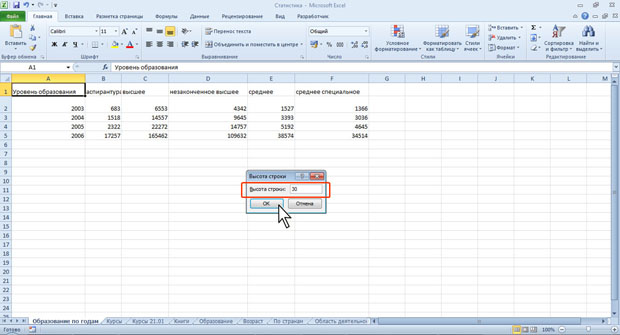 Статистика - Microsoft Excel
Файл Главная Вставка Разметка страницы Формулы Данные Рецензирование Вид Разработчик
Вставить
Calibri 11
Перенос текста
Общий
Ж К Ч
Объединить и поместить в центре
Условное форматирование
Форматировать как таблицу
Стили ячеек
Вставить
Удалить
Формат
Сортировка и фильтр
Найти и выделить
Буфер обмена Шрифт Выравнивание Число Стили Ячейки Редактирование
A1 fx Уровень образования
A B C D E F G H I J K L M
1 Уровень образования аспирантура высшее незаконченное высшее среднее среднее специальное
2 2003 683 6553 4342 1527 1366
3 2004 1518 14557 9645 3393 3036
4 2005 2322 22272 14757 5192 4645
5 2006 17257 165462 109632 38574 34514
6
7
8
9
10
11
12
13
14
15
16
17
18
19
20
21
22
23
24
Высота строки
Высота строки: 30
ОК Отмена
Образование по годам Курсы Курсы 21.01 Книги Образование Возраст По странам Область деятельнос
Готово 100%